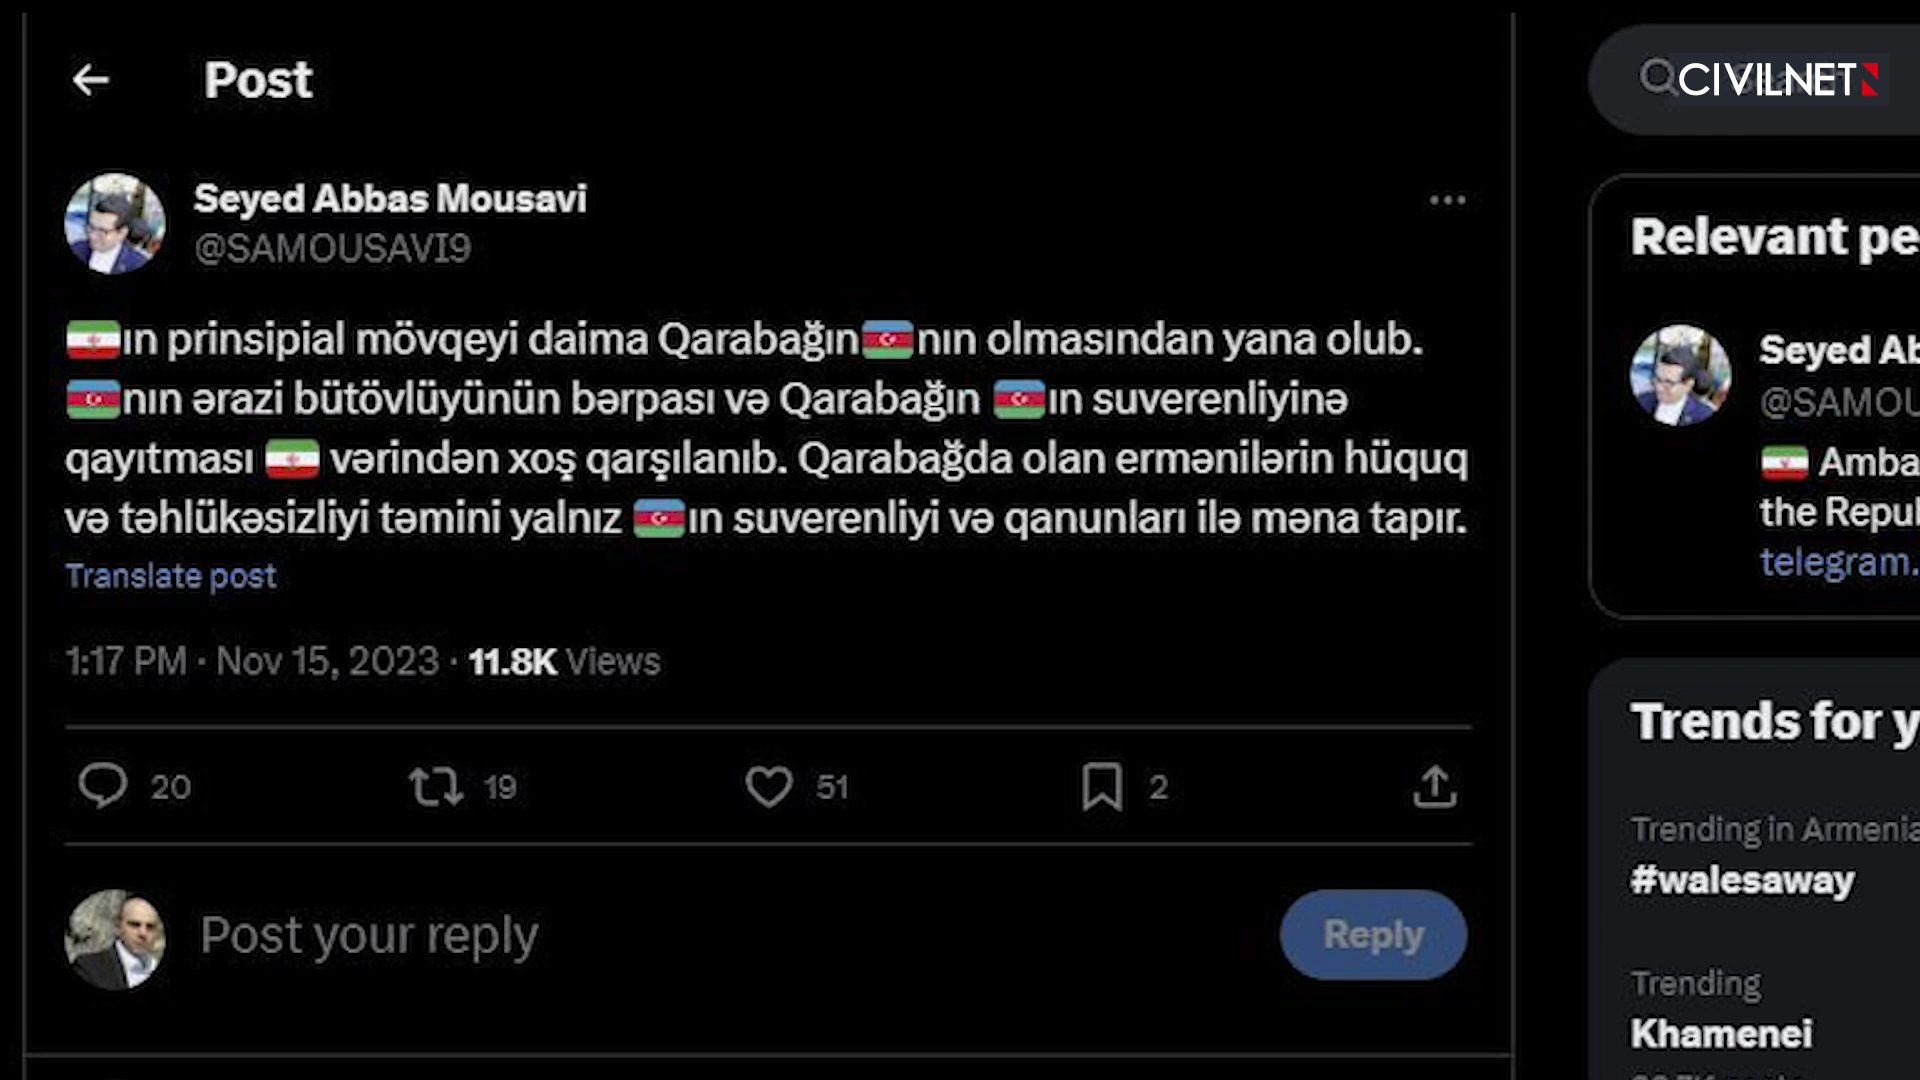 Post
CIVILNET
Seyed Abbas Mousavi
@SAMOUSAVI9
🇮🇷ın prinsipial mövqeyi daima Qarabağın🇦🇿nın olmasından yana olub.
🇦🇿nın ərazi bütövlüyünün bərpası və Qarabağın 🇦🇿ın suverenliyinə
qayıtması 🇮🇷 vərindən xoş qarşılanıb. Qarabağda olan ermənilərin hüquq
və təhlükəsizliyi təmini yalnız 🇦🇿ın suverenliyi və qanunları ilə məna tapır.
Translate post
1:17 PM · Nov 15, 2023 · 11.8K Views
20 19 51 2
Post your reply
Reply
Relevant pe
Seyed Ab
@SAMOU
🇮🇷 Amba
the Repul
telegram.
Trends for y
Trending in Armenia
#walesaway
Trending
Khamenei